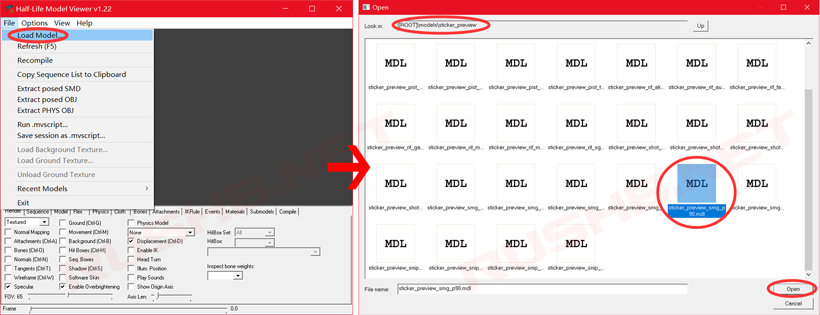 Half-Life Model Viewer v1.22
File Options View Help
Load Model...
Refresh (F5)
Recompile
Copy Sequence List to Clipboard
Extract posed SMD
Extract posed OBJ
Extract PHYS OBJ
Run .mvscript...
Save session as .mvscript...
Load Background Texture...
Load Ground Texture...
Unload Ground Texture
Recent Models
Exit
Render Sequence Model Flex Physics Cloth Bones Attachments IKRule Events Materials Submodels Compile
Textured Ground (Ctrl-G) Physics Model
Normal Mapping Movement (Ctrl-M) None Hit Box Set: All
Attachments (Ctrl-A) Background (Ctrl-B) Displacement (Ctrl-D) HitBox:
Bones (Ctrl-O) Hit Boxes (Ctrl-H) Enable IK
Normals (Ctrl-N) Seq. Boxes Head Turn
Tangents (Ctrl-T) Shadow (Ctrl-S) Illum. Position Inspect bone weights:
Wireframe (Ctrl-W) Software Skin Play Sounds
Specular Enable Overbrightening Show Origin Axis
FOV: 65 Axis Len:
Frame 0.0
Open
Look in: [ROOT]\models\sticker_preview Up
MDL MDL MDL MDL MDL MDL MDL
sticker_preview_pist_... sticker_preview_pist_... sticker_preview_pist_t... sticker_preview_rif_ak... sticker_preview_rif_au... sticker_preview_rif_fa...
MDL MDL MDL MDL MDL MDL MDL
sticker_preview_rif_ga... sticker_preview_rif_m... sticker_preview_rif_m... sticker_preview_rif_sg... sticker_preview_shot_... sticker_preview_shot... sticker_preview_shot...
MDL MDL MDL MDL MDL MDL MDL
sticker_preview_shot... sticker_preview_smg_... sticker_preview_smg_... sticker_preview_smg_... sticker_preview_smg_... sticker_preview_smg_p90.mdl sticker_preview_smg_...
MDL MDL MDL MDL
sticker_preview_snip_... sticker_preview_snip_... sticker_preview_snip_... sticker_preview_snip_...
File name: sticker_preview_smg_p90.mdl Open
Cancel